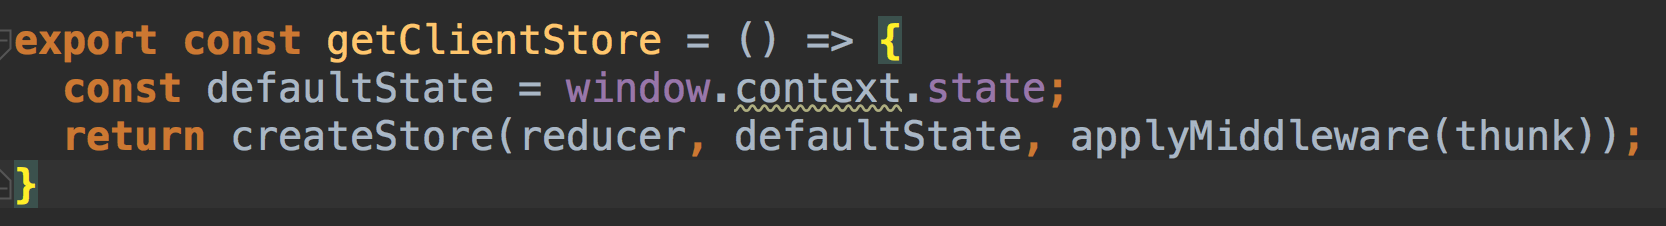 export const getClientStore = () => {
  const defaultState = window.context.state;
  return createStore(reducer, defaultState, applyMiddleware(thunk));
}